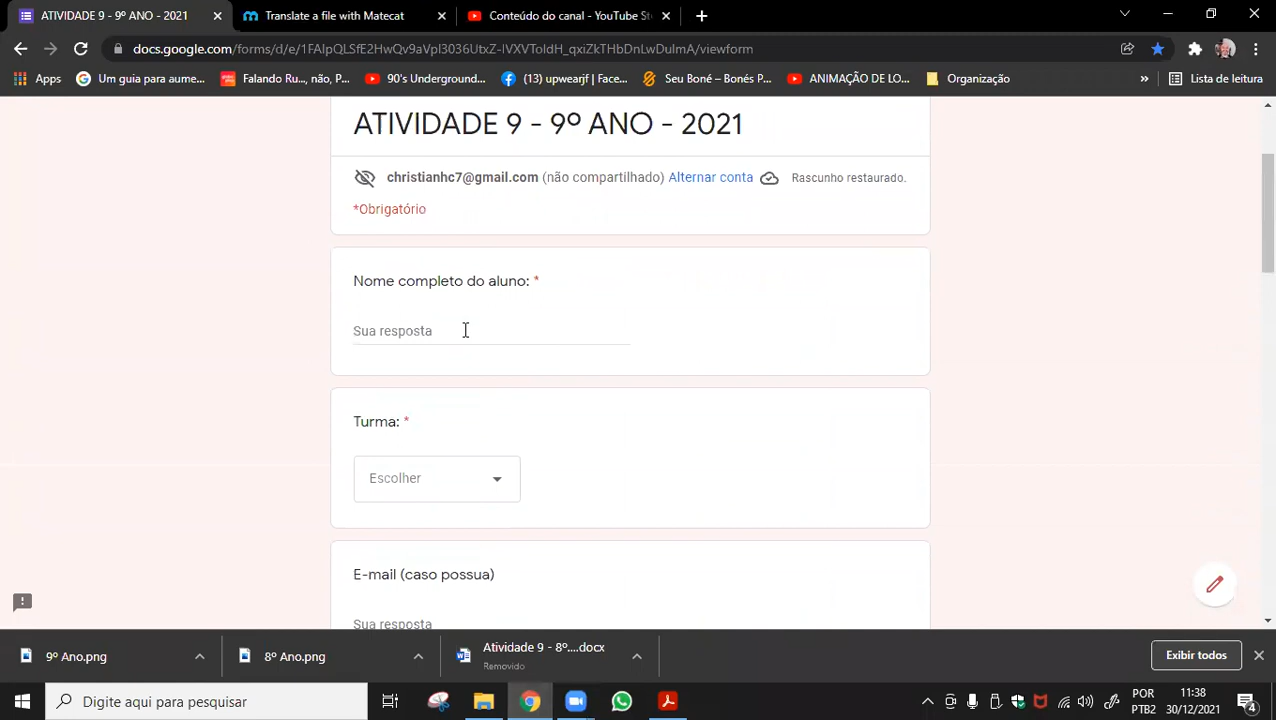 ATIVIDADE 9 - 9º ANO - 2021
Translate a file with Matecat
Conteúdo do canal - YouTube St
docs.google.com/forms/d/e/1FAIpQLSfE2HwQv9aVpl3036UtxZ-IVXVToldH_qxiZkTHbDnLwDulmA/viewform
Apps
Um guia para aume...
Falando Ru..., não, P...
90's Underground...
(13) upwearjf | Face...
Seu Boné – Bonés P...
ANIMAÇÃO DE LO...
Organização
»
Lista de leitura
ATIVIDADE 9 - 9º ANO - 2021
christianhc7@gmail.com (não compartilhado) Alternar conta
Rascunho restaurado.
*Obrigatório
Nome completo do aluno: *
Sua resposta
Turma: *
Escolher
E-mail (caso possua)
Sua resposta
9º Ano.png
8º Ano.png
Atividade 9 - 8º....docx
Removido
Exibir todos
Digite aqui para pesquisar
POR
PTB2
11:38
30/12/2021
4